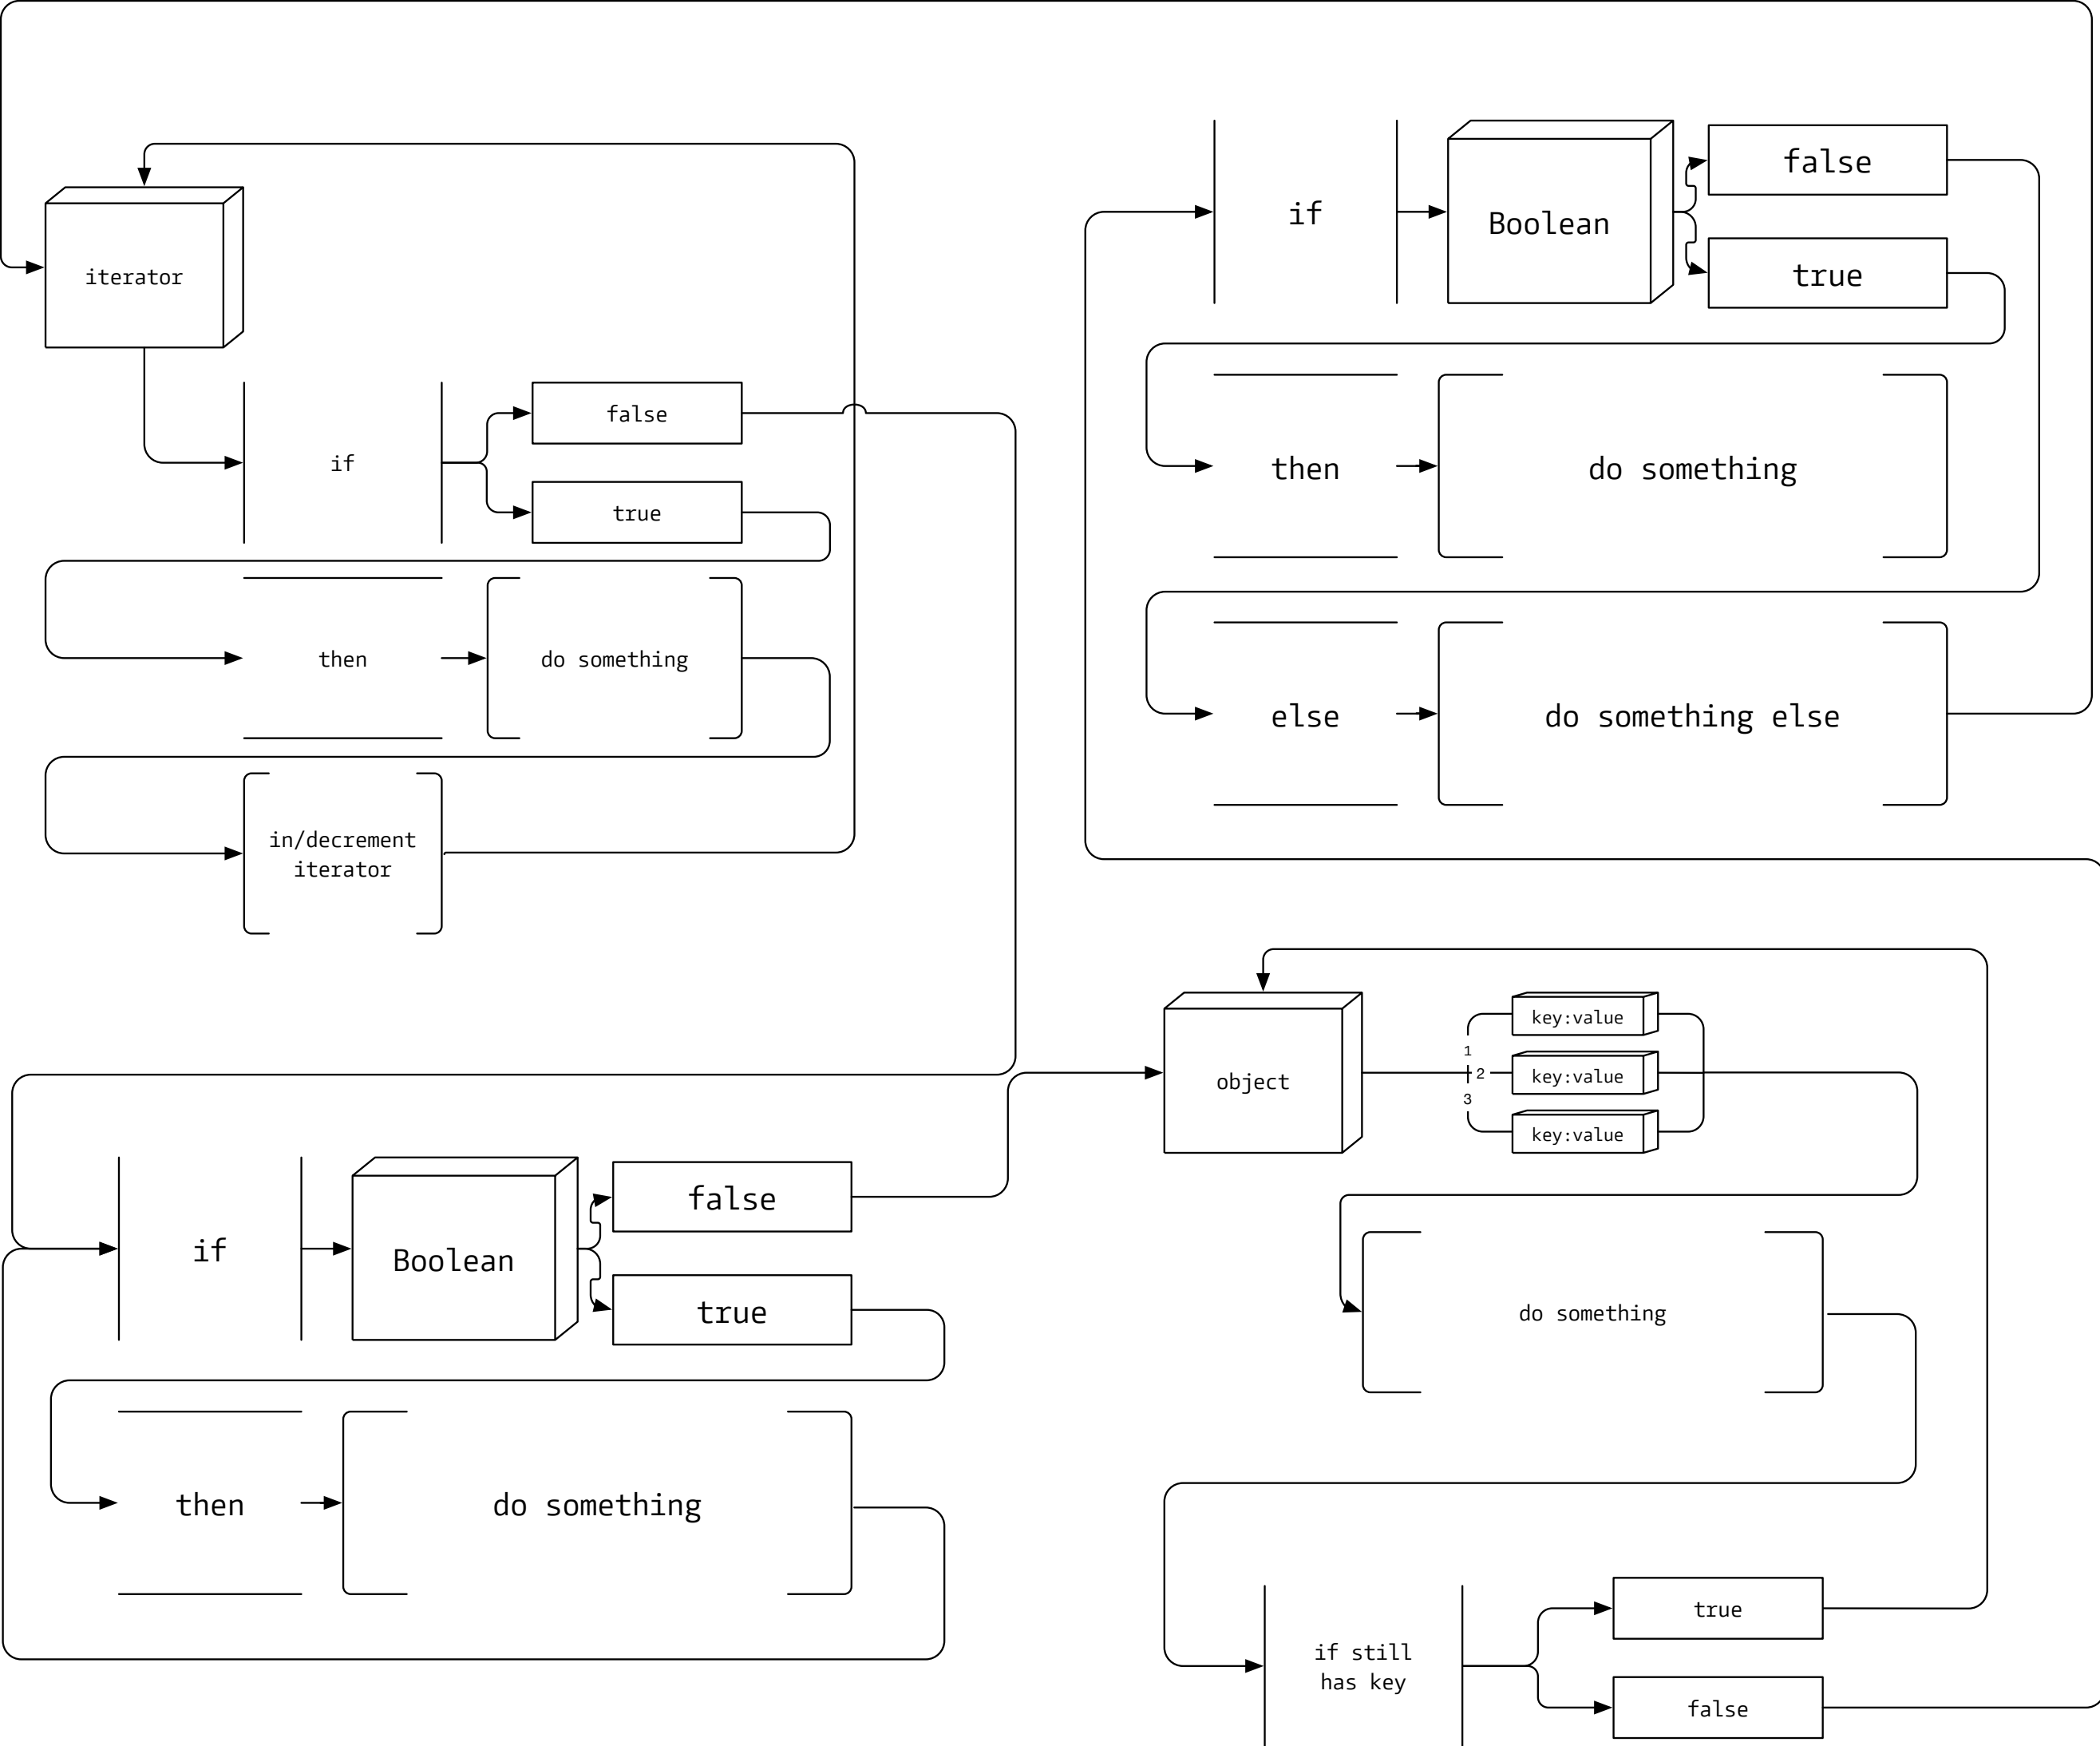 iterator
if
false
true
then
do something
in/decrement
iterator
if
Boolean
false
true
then
do something
else
do something else
if
Boolean
false
true
then
do something
object
1
2
3
key:value
key:value
key:value
do something
if still
has key
true
false